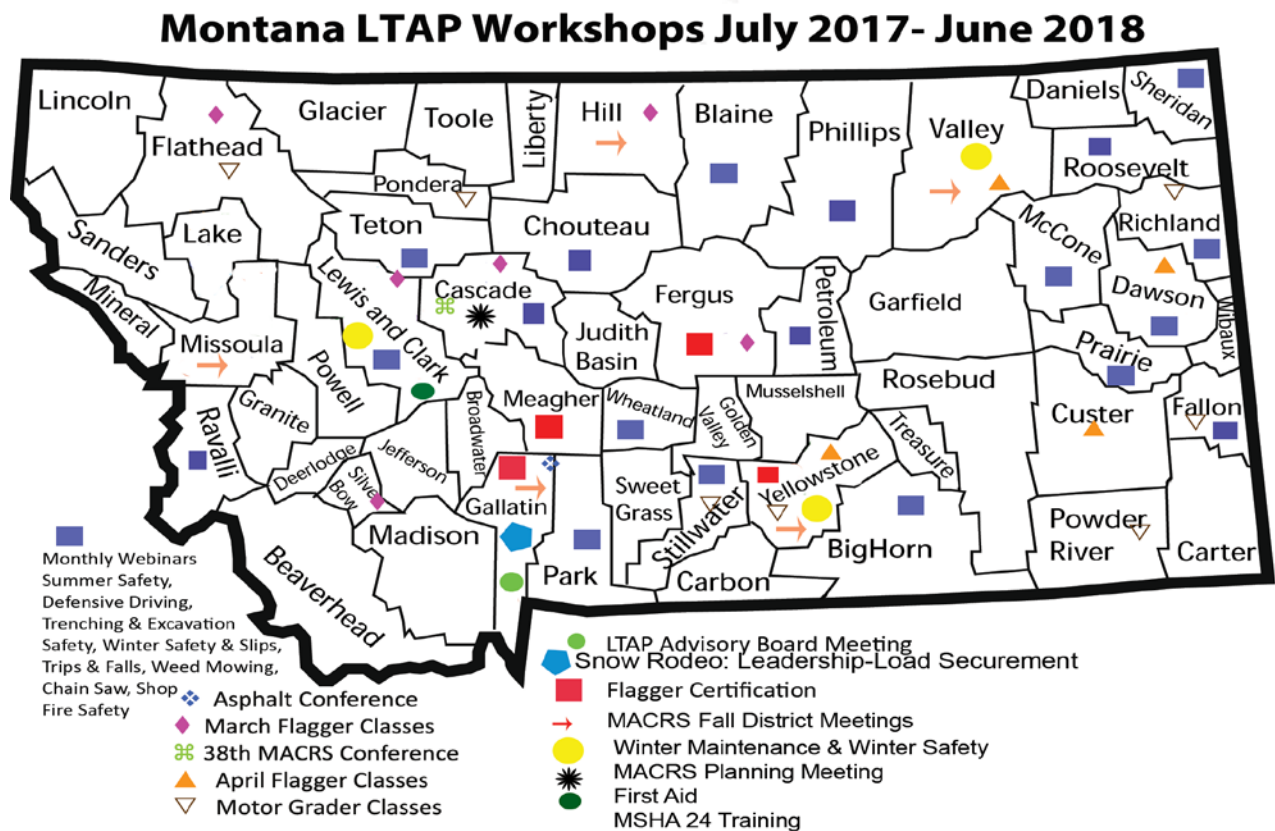 Montana LTAP Workshops July 2017- June 2018
Lincoln
Flathead
Glacier
Toole
Liberty
Hill
Blaine
Phillips
Valley
Daniels
Sheridan
Roosevelt
Pondera
Teton
Chouteau
Richland
McCone
Sanders
Lake
Lewis and Clark
Cascade
Fergus
Petroleum
Garfield
Dawson
Wibaux
Mineral
Missoula
Powell
Judith
Basin
Prairie
Granite
Ravalli
Meagher
Broadwater
Wheatland
Golden
Valley
Musselshell
Rosebud
Treasure
Custer
Fallon
Deerlodge
Silver
Bow
Jefferson
Gallatin
Sweet
Grass
Stillwater
Yellowstone
Madison
Beaverhead
Park
Carbon
BigHorn
Powder
River
Carter
Monthly Webinars
Summer Safety,
Defensive Driving,
Trenching & Excavation
Safety, Winter Safety & Slips,
Trips & Falls, Weed Mowing,
Chain Saw, Shop
Fire Safety
Asphalt Conference
March Flagger Classes
38th MACRS Conference
April Flagger Classes
Motor Grader Classes
LTAP Advisory Board Meeting
Snow Rodeo: Leadership-Load Securement
Flagger Certification
MACRS Fall District Meetings
Winter Maintenance & Winter Safety
MACRS Planning Meeting
First Aid
MSHA 24 Training